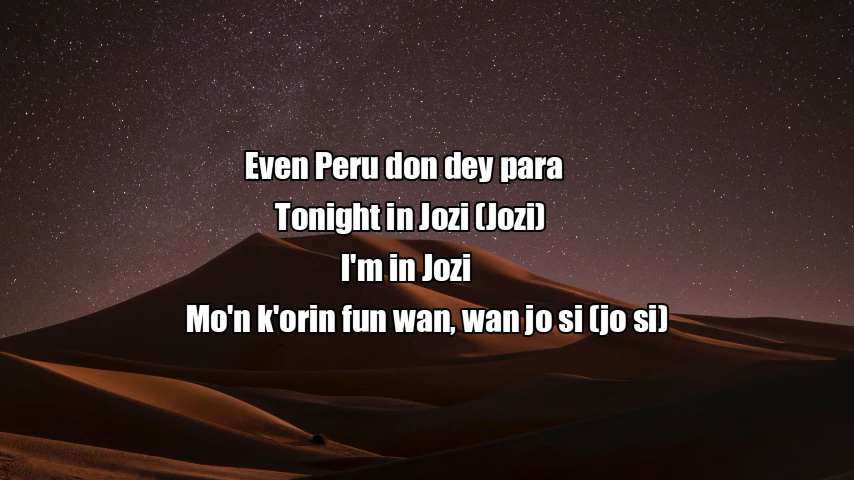 Even Peru don dey para
Tonight in Jozi (Jozi)
I'm in Jozi
Mo'n k'orin fun wan, wan jo si (jo si)